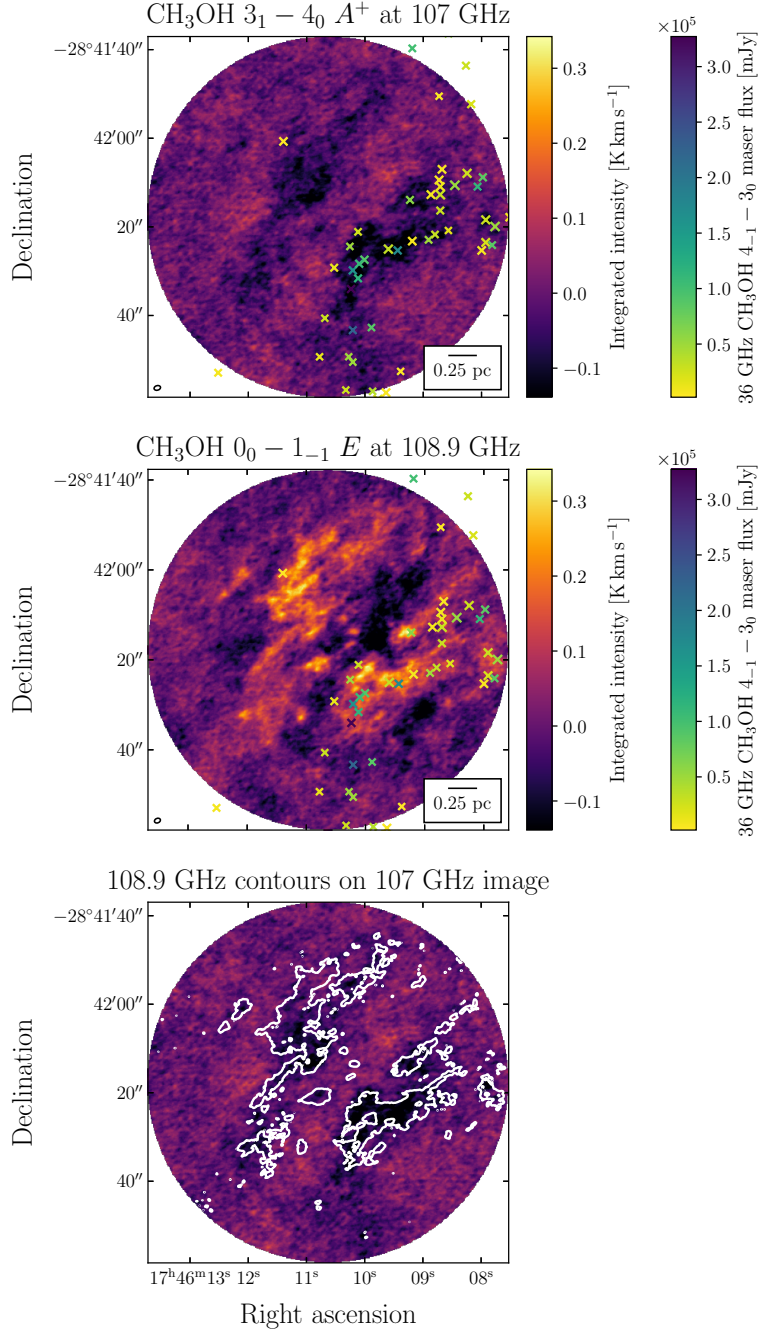 CH₃OH 3₁ − 4₀ A⁺ at 107 GHz
−28°41′40″
42′00″
20″
40″
Declination
0.25 pc
0.3
0.2
0.1
0.0
−0.1
Integrated intensity [K km s⁻¹]
×10⁵
3.0
2.5
2.0
1.5
1.0
0.5
36 GHz CH₃OH 4₋₁ − 3₀ maser flux [mJy]
CH₃OH 0₀ − 1₋₁ E at 108.9 GHz
−28°41′40″
42′00″
20″
40″
Declination
0.25 pc
0.3
0.2
0.1
0.0
−0.1
Integrated intensity [K km s⁻¹]
×10⁵
3.0
2.5
2.0
1.5
1.0
0.5
36 GHz CH₃OH 4₋₁ − 3₀ maser flux [mJy]
108.9 GHz contours on 107 GHz image
−28°41′40″
42′00″
20″
40″
Declination
17ʰ46ᵐ13ˢ 12ˢ 11ˢ 10ˢ 09ˢ 08ˢ
Right ascension